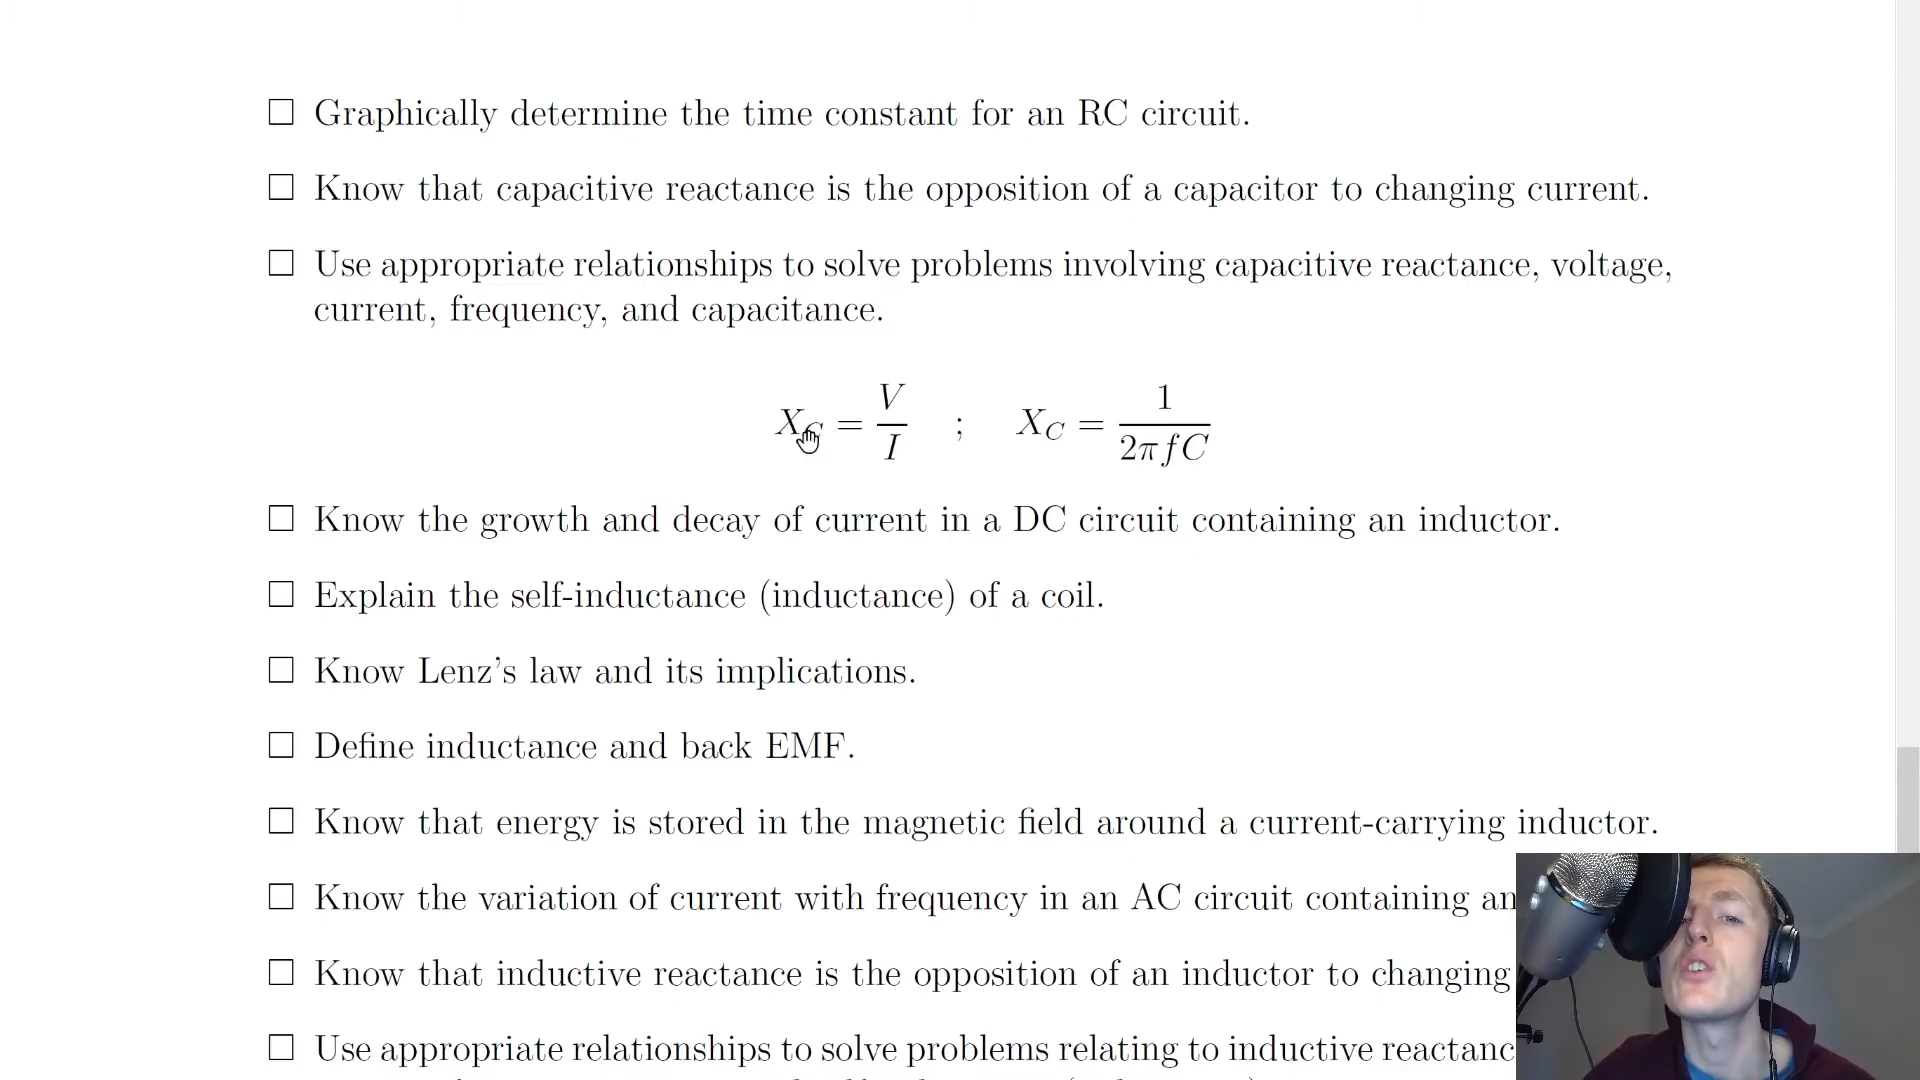 ☐ Graphically determine the time constant for an RC circuit.
☐ Know that capacitive reactance is the opposition of a capacitor to changing current.
☐ Use appropriate relationships to solve problems involving capacitive reactance, voltage,
current, frequency, and capacitance.
X_C = V/I ; X_C = 1/(2πfC)
☐ Know the growth and decay of current in a DC circuit containing an inductor.
☐ Explain the self-inductance (inductance) of a coil.
☐ Know Lenz's law and its implications.
☐ Define inductance and back EMF.
☐ Know that energy is stored in the magnetic field around a current-carrying inductor.
☐ Know the variation of current with frequency in an AC circuit containing an
☐ Know that inductive reactance is the opposition of an inductor to changing
☐ Use appropriate relationships to solve problems relating to inductive reactanc